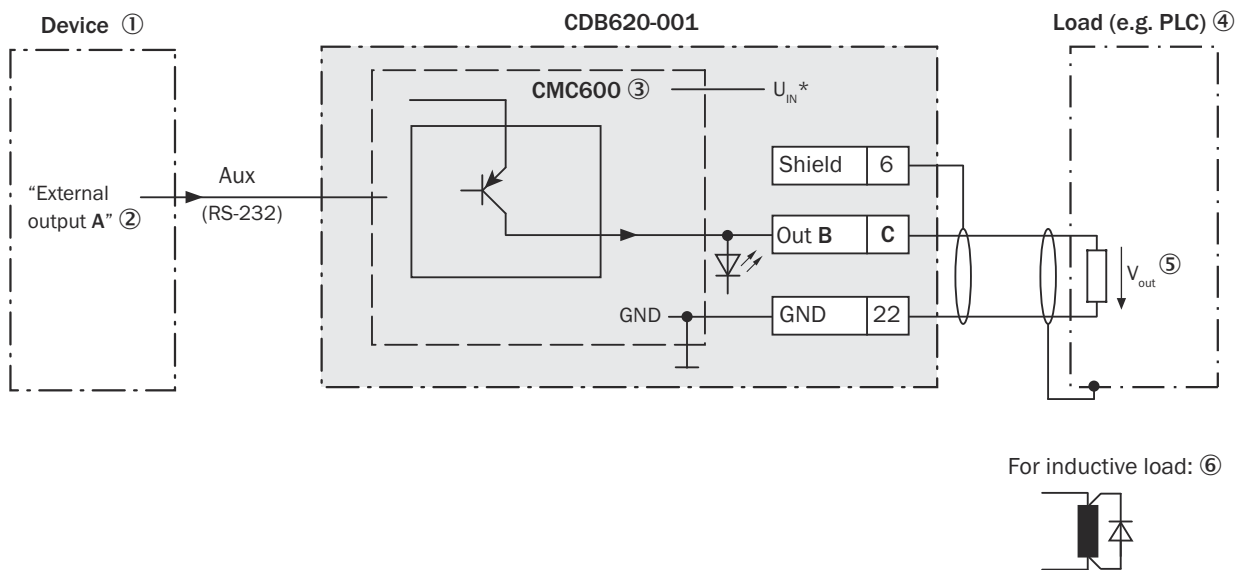 Device ①
CDB620-001
Load (e.g. PLC) ④
CMC600 ③
U_IN*
Shield 6
"External
output A" ②
Aux
(RS-232)
Out B C
V_out ⑤
GND
GND 22
For inductive load: ⑥